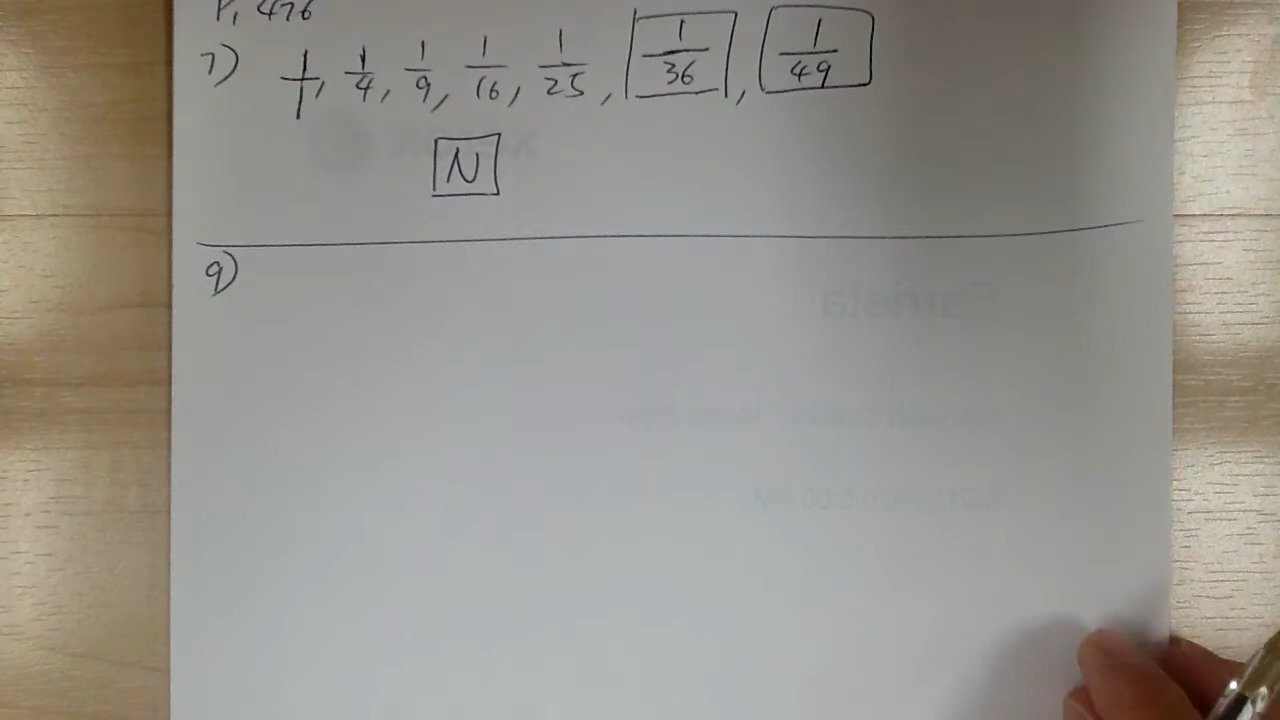 P. 476
7) 1/1, 1/4, 1/9, 1/16, 1/25, 1/36, 1/49
N
9)